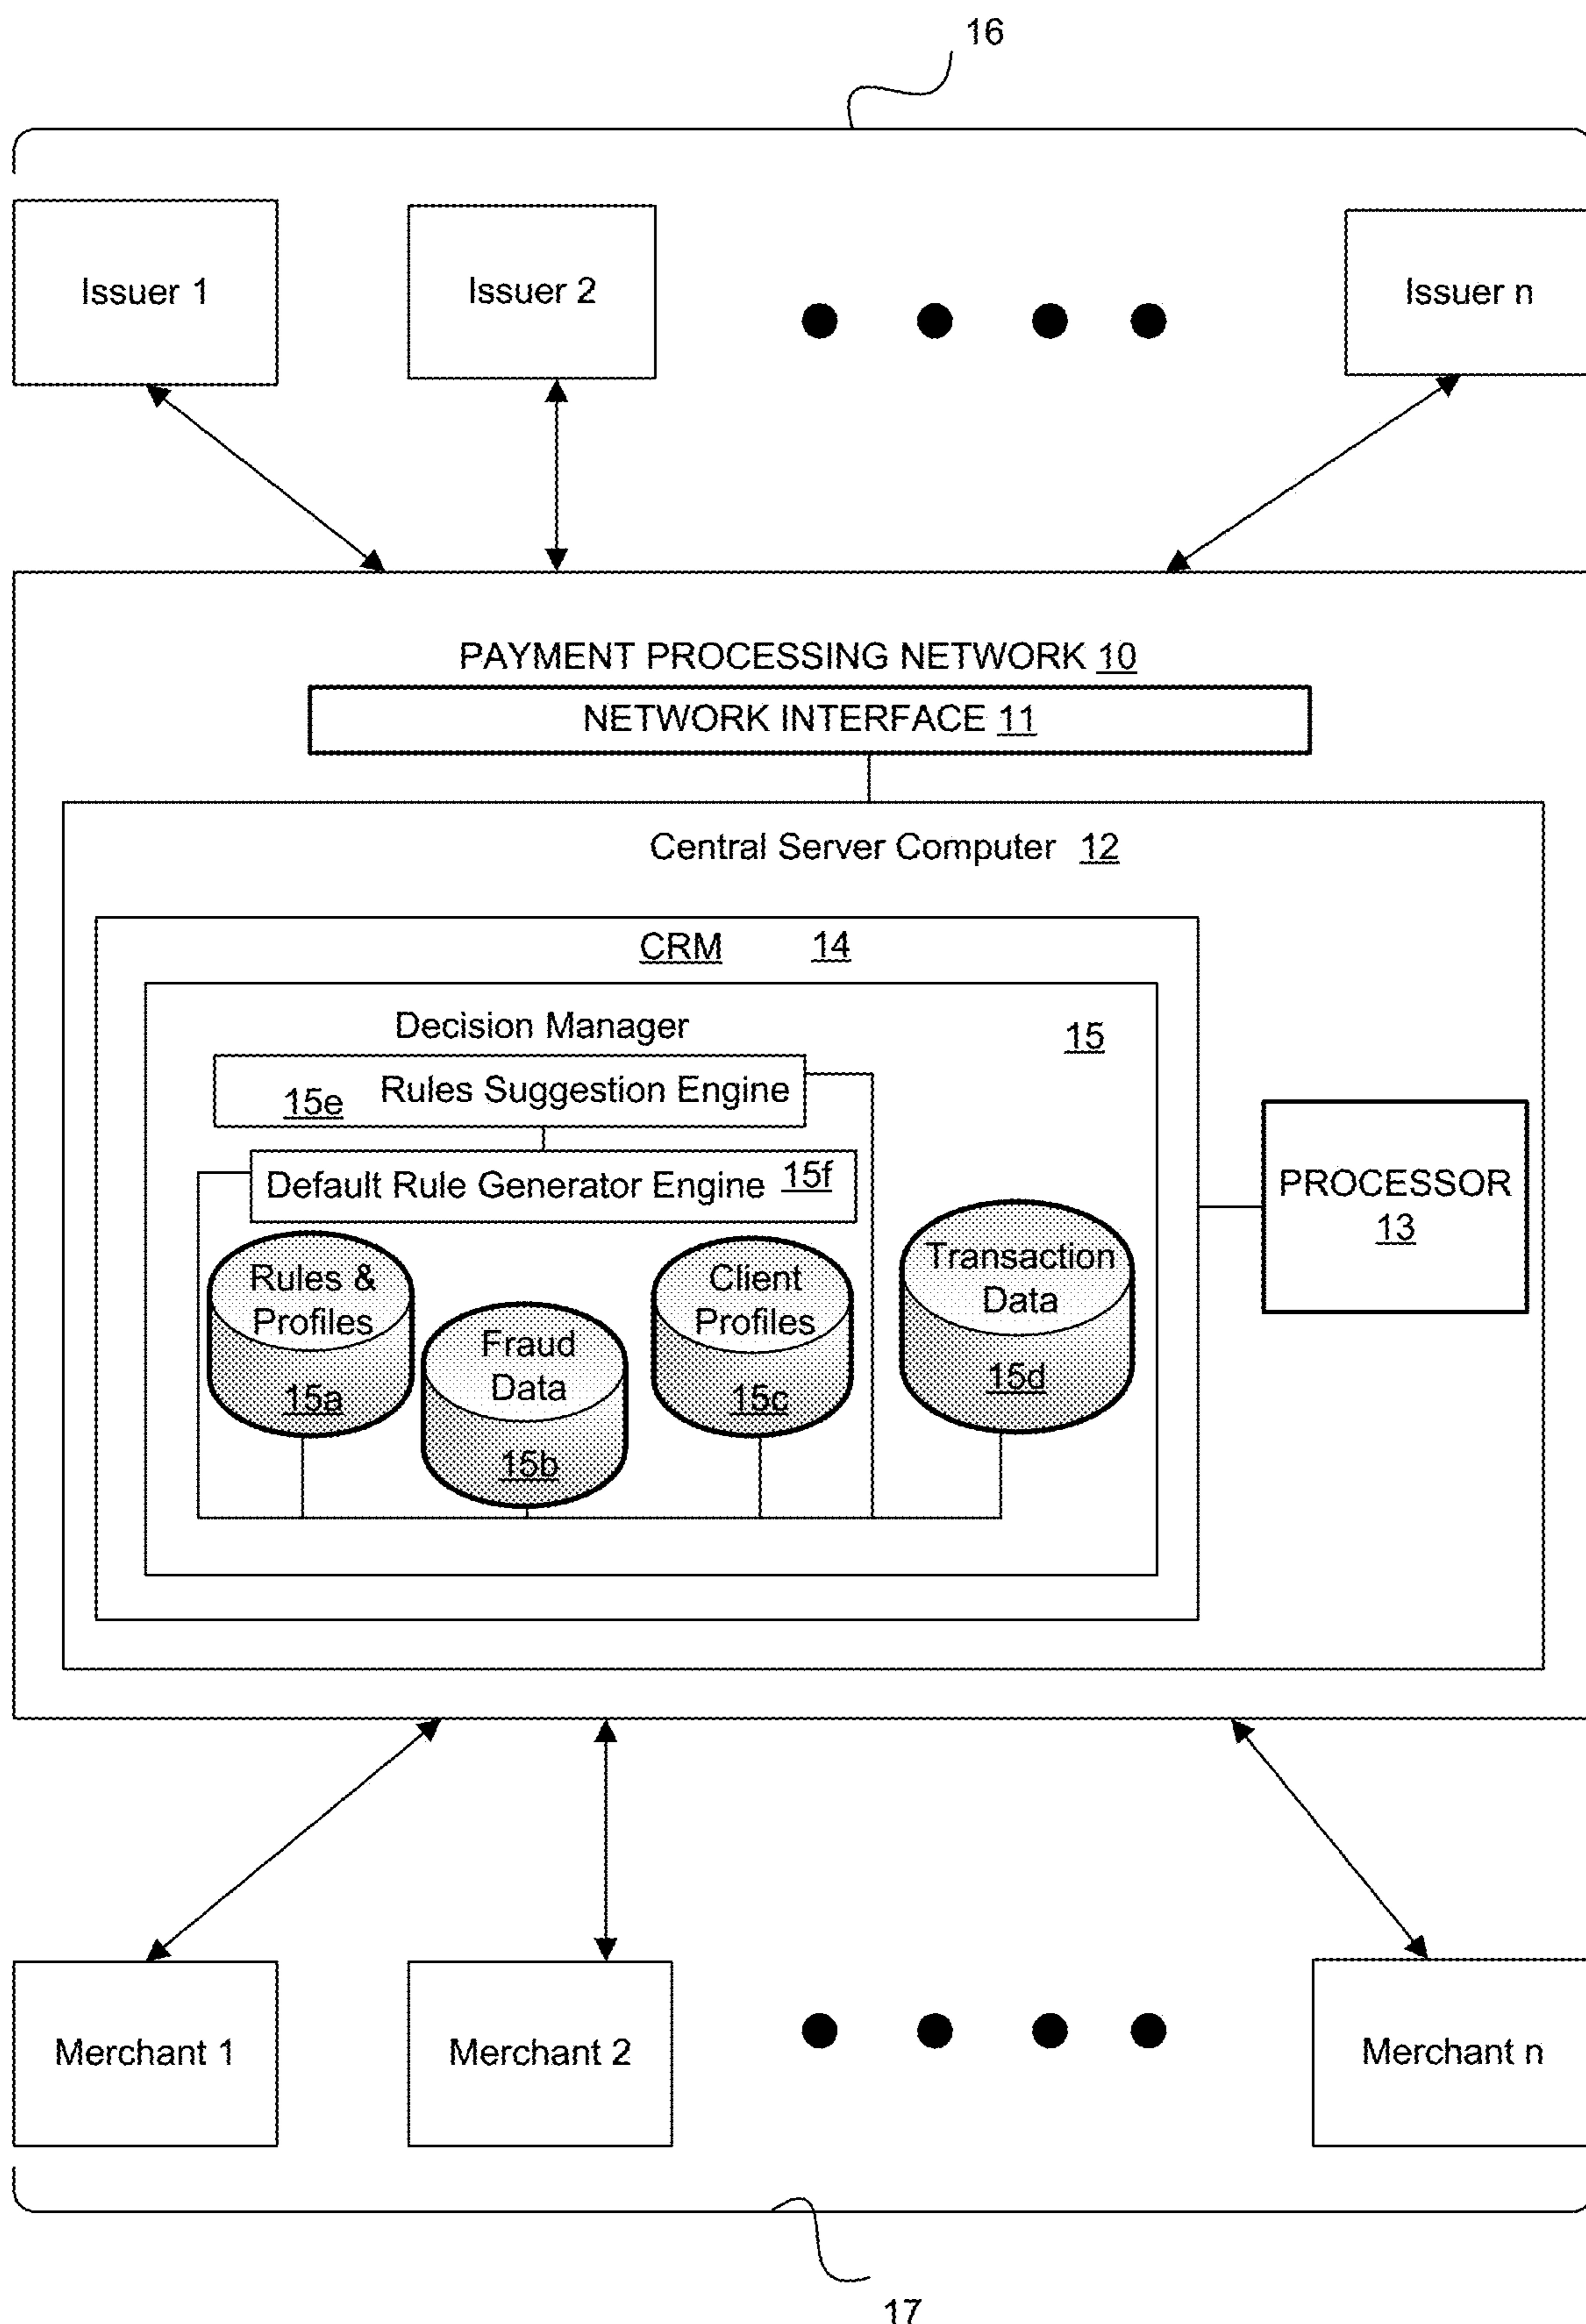 16
Issuer 1
Issuer 2
Issuer n
PAYMENT PROCESSING NETWORK 10
NETWORK INTERFACE 11
Central Server Computer 12
CRM 14
Decision Manager
15
15e Rules Suggestion Engine
Default Rule Generator Engine 15f
PROCESSOR
13
Rules &
Profiles
15a
Fraud
Data
15b
Client
Profiles
15c
Transaction
Data
15d
Merchant 1
Merchant 2
Merchant n
17